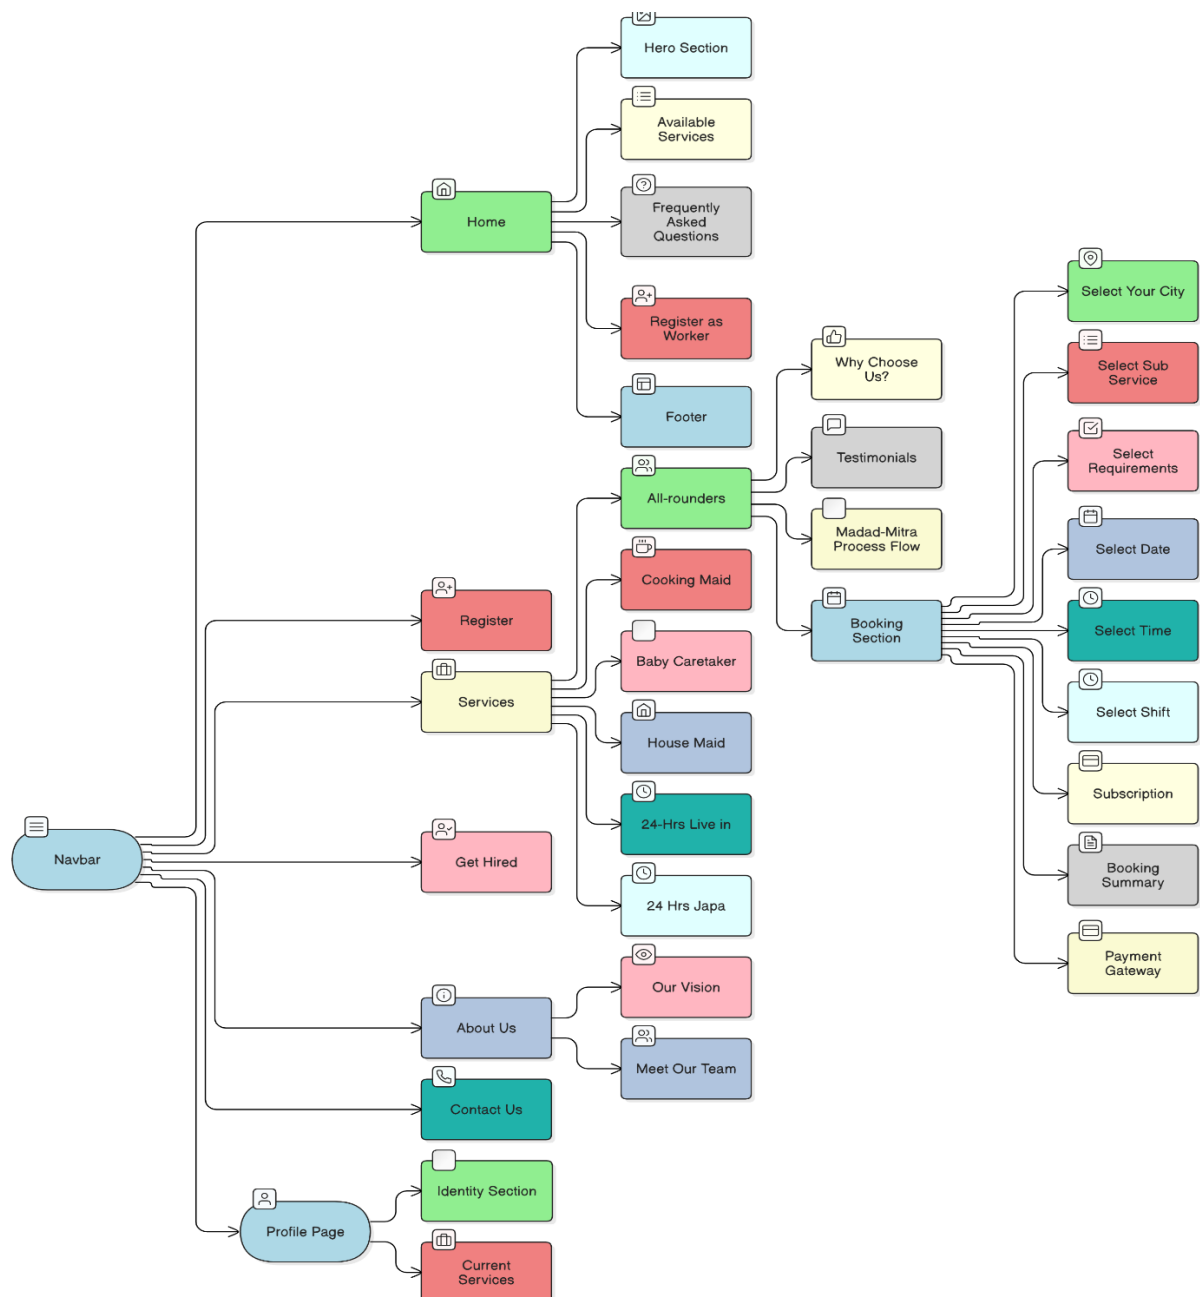 Hero Section
Available
Services
Frequently
Asked
Questions
Home
Register as
Worker
Footer
Select Your City
Select Sub
Service
Why Choose
Us?
Testimonials
Select
Requirements
All-rounders
Madad-Mitra
Process Flow
Select Date
Cooking Maid
Register
Booking
Section
Select Time
Baby Caretaker
Services
Select Shift
House Maid
Subscription
24-Hrs Live in
Navbar
Get Hired
Booking
Summary
24 Hrs Japa
Payment
Gateway
Our Vision
About Us
Meet Our Team
Contact Us
Identity Section
Profile Page
Current
Services